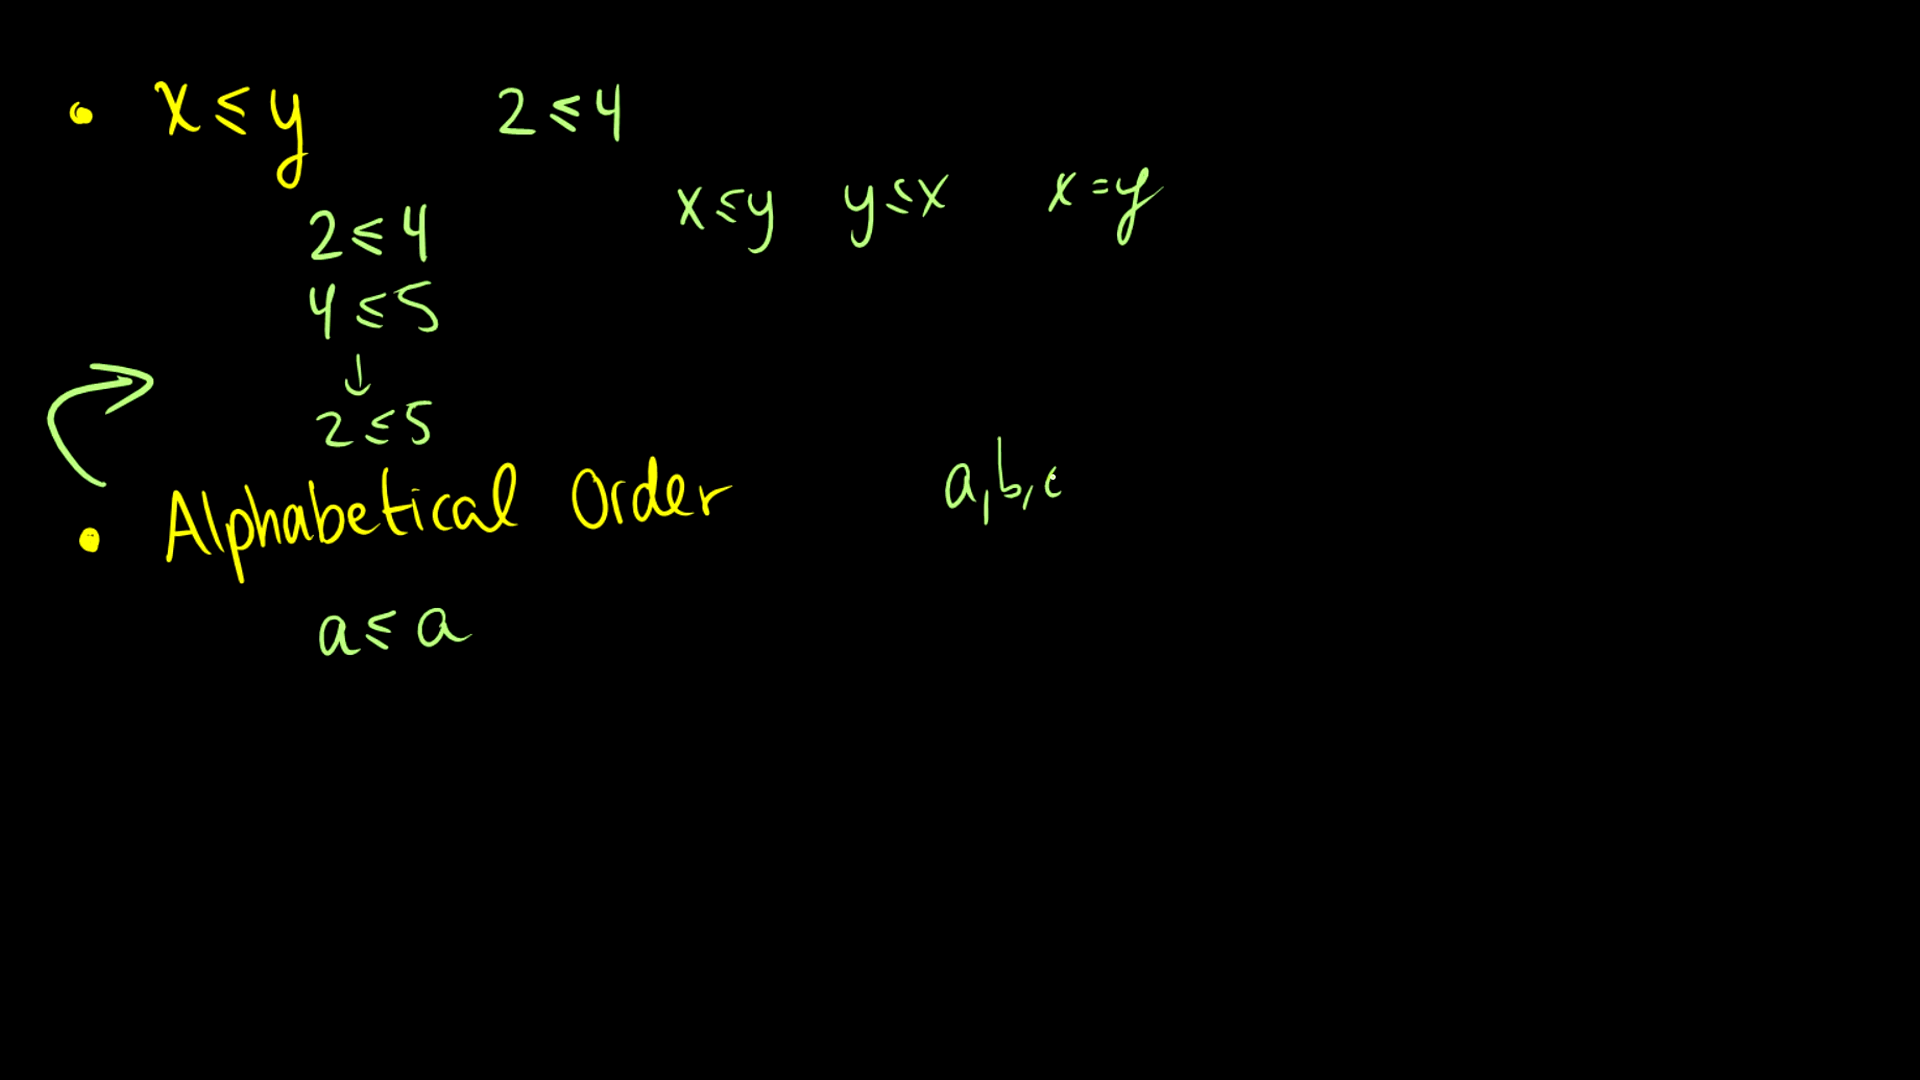 • x ≤ y 2 ≤ 4
x ≤ y y ≤ x x = y
2 ≤ 4
4 ≤ 5
↓
2 ≤ 5
• Alphabetical Order a, b, c
a ≤ a